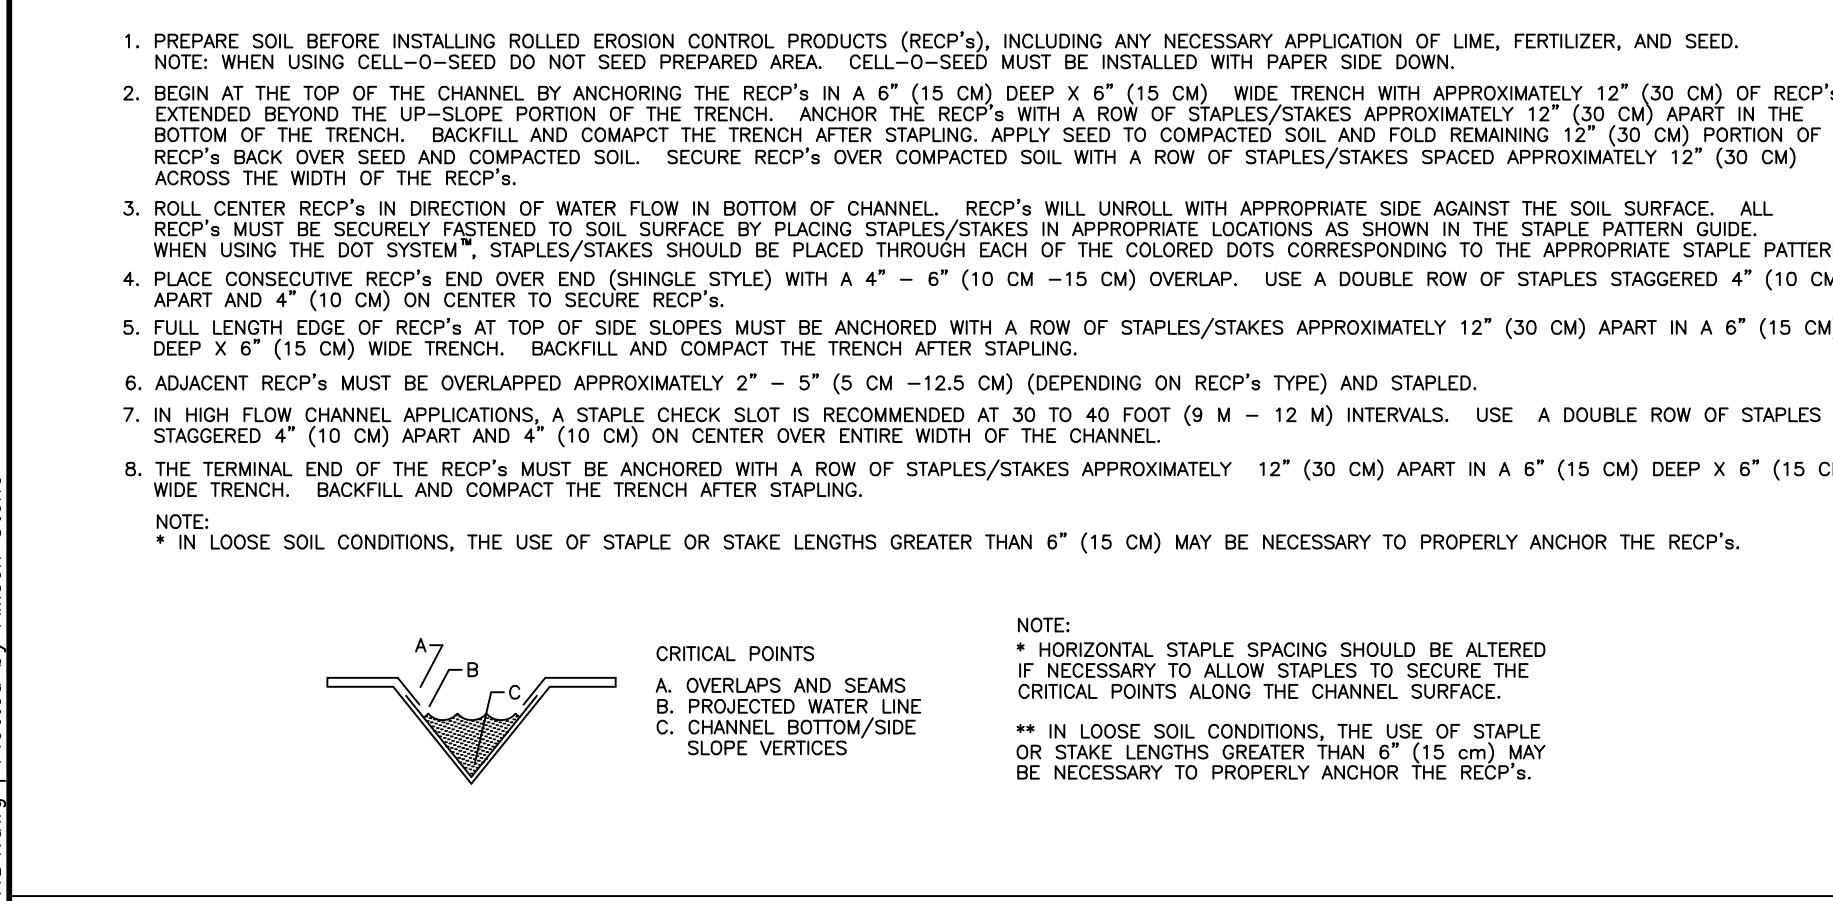 1. PREPARE SOIL BEFORE INSTALLING ROLLED EROSION CONTROL PRODUCTS (RECP's), INCLUDING ANY NECESSARY APPLICATION OF LIME, FERTILIZER, AND SEED.
NOTE: WHEN USING CELL-O-SEED DO NOT SEED PREPARED AREA. CELL-O-SEED MUST BE INSTALLED WITH PAPER SIDE DOWN.
2. BEGIN AT THE TOP OF THE CHANNEL BY ANCHORING THE RECP's IN A 6" (15 CM) DEEP X 6" (15 CM) WIDE TRENCH WITH APPROXIMATELY 12" (30 CM) OF RECP's
EXTENDED BEYOND THE UP-SLOPE PORTION OF THE TRENCH. ANCHOR THE RECP's WITH A ROW OF STAPLES/STAKES APPROXIMATELY 12" (30 CM) APART IN THE
BOTTOM OF THE TRENCH. BACKFILL AND COMAPCT THE TRENCH AFTER STAPLING. APPLY SEED TO COMPACTED SOIL AND FOLD REMAINING 12" (30 CM) PORTION OF
RECP's BACK OVER SEED AND COMPACTED SOIL. SECURE RECP's OVER COMPACTED SOIL WITH A ROW OF STAPLES/STAKES SPACED APPROXIMATELY 12" (30 CM)
ACROSS THE WIDTH OF THE RECP's.
3. ROLL CENTER RECP's IN DIRECTION OF WATER FLOW IN BOTTOM OF CHANNEL. RECP's WILL UNROLL WITH APPROPRIATE SIDE AGAINST THE SOIL SURFACE. ALL
RECP's MUST BE SECURELY FASTENED TO SOIL SURFACE BY PLACING STAPLES/STAKES IN APPROPRIATE LOCATIONS AS SHOWN IN THE STAPLE PATTERN GUIDE.
WHEN USING THE DOT SYSTEM™, STAPLES/STAKES SHOULD BE PLACED THROUGH EACH OF THE COLORED DOTS CORRESPONDING TO THE APPROPRIATE STAPLE PATTER
4. PLACE CONSECUTIVE RECP's END OVER END (SHINGLE STYLE) WITH A 4" - 6" (10 CM -15 CM) OVERLAP. USE A DOUBLE ROW OF STAPLES STAGGERED 4" (10 CM
APART AND 4" (10 CM) ON CENTER TO SECURE RECP's.
5. FULL LENGTH EDGE OF RECP's AT TOP OF SIDE SLOPES MUST BE ANCHORED WITH A ROW OF STAPLES/STAKES APPROXIMATELY 12" (30 CM) APART IN A 6" (15 CM
DEEP X 6" (15 CM) WIDE TRENCH. BACKFILL AND COMPACT THE TRENCH AFTER STAPLING.
6. ADJACENT RECP's MUST BE OVERLAPPED APPROXIMATELY 2" - 5" (5 CM -12.5 CM) (DEPENDING ON RECP's TYPE) AND STAPLED.
7. IN HIGH FLOW CHANNEL APPLICATIONS, A STAPLE CHECK SLOT IS RECOMMENDED AT 30 TO 40 FOOT (9 M - 12 M) INTERVALS. USE A DOUBLE ROW OF STAPLES
STAGGERED 4" (10 CM) APART AND 4" (10 CM) ON CENTER OVER ENTIRE WIDTH OF THE CHANNEL.
8. THE TERMINAL END OF THE RECP's MUST BE ANCHORED WITH A ROW OF STAPLES/STAKES APPROXIMATELY 12" (30 CM) APART IN A 6" (15 CM) DEEP X 6" (15 C
WIDE TRENCH. BACKFILL AND COMPACT THE TRENCH AFTER STAPLING.
NOTE:
* IN LOOSE SOIL CONDITIONS, THE USE OF STAPLE OR STAKE LENGTHS GREATER THAN 6" (15 CM) MAY BE NECESSARY TO PROPERLY ANCHOR THE RECP's.
A
B
C
CRITICAL POINTS
A. OVERLAPS AND SEAMS
B. PROJECTED WATER LINE
C. CHANNEL BOTTOM/SIDE
SLOPE VERTICES
NOTE:
* HORIZONTAL STAPLE SPACING SHOULD BE ALTERED
IF NECESSARY TO ALLOW STAPLES TO SECURE THE
CRITICAL POINTS ALONG THE CHANNEL SURFACE.
** IN LOOSE SOIL CONDITIONS, THE USE OF STAPLE
OR STAKE LENGTHS GREATER THAN 6" (15 cm) MAY
BE NECESSARY TO PROPERLY ANCHOR THE RECP's.